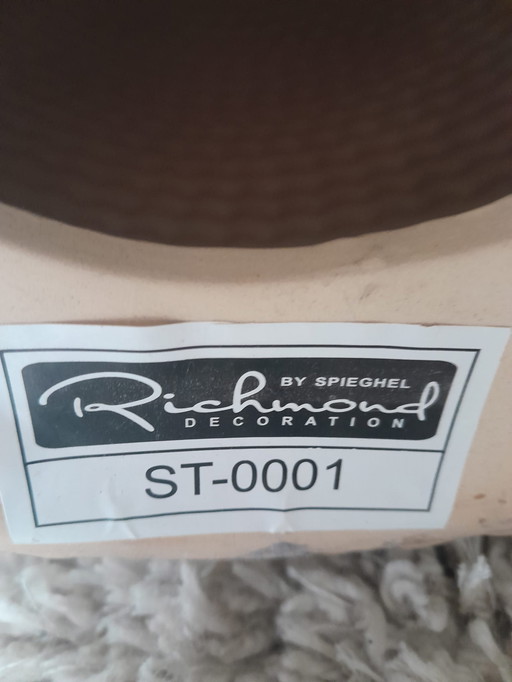 BY SPIEGHEL
Richmond
DECORATION
ST-0001